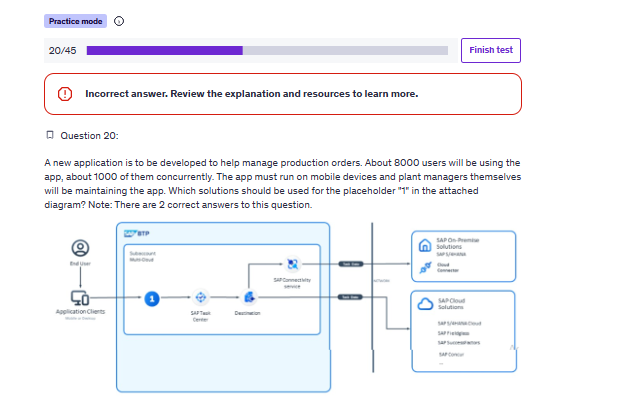 Practice mode
20/45
Finish test
Incorrect answer. Review the explanation and resources to learn more.
Question 20:
A new application is to be developed to help manage production orders. About 8000 users will be using the
app, about 1000 of them concurrently. The app must run on mobile devices and plant managers themselves
will be maintaining the app. Which solutions should be used for the placeholder "1" in the attached
diagram? Note: There are 2 correct answers to this question.
SAP BTP
Subaccount
Multi-Cloud
End User
Application Clients
Mobile or Desktop
1
SAP Task
Center
Destination
SAP Connectivity
service
SAP On-Premise
Solutions
SAP S/4HANA
Cloud
Connector
SAP Cloud
Solutions
SAP S/4HANA Cloud
SAP Fieldglass
SAP SuccessFactors
SAP Concur